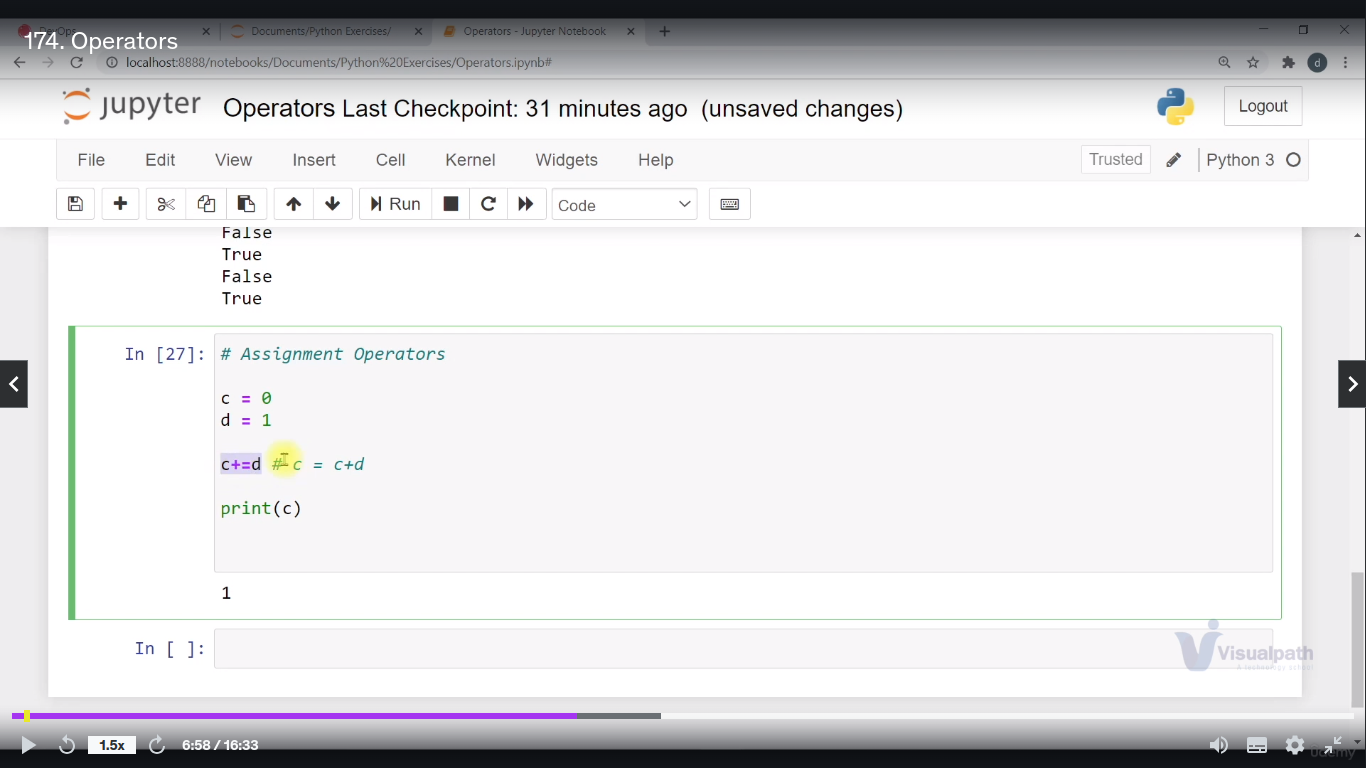 174. Operators
Documents/Python Exercises/
Operators - Jupyter Notebook
localhost:8888/notebooks/Documents/Python%20Exercises/Operators.ipynb#
d
jupyter Operators Last Checkpoint: 31 minutes ago (unsaved changes)
Logout
File Edit View Insert Cell Kernel Widgets Help
Trusted Python 3
Run Code
False
True
False
True
In [27]: # Assignment Operators
c = 0
d = 1
c+=d # c = c+d
print(c)
1
In [ ]:
Visualpath
1.5x 6:58 / 16:33
udemy